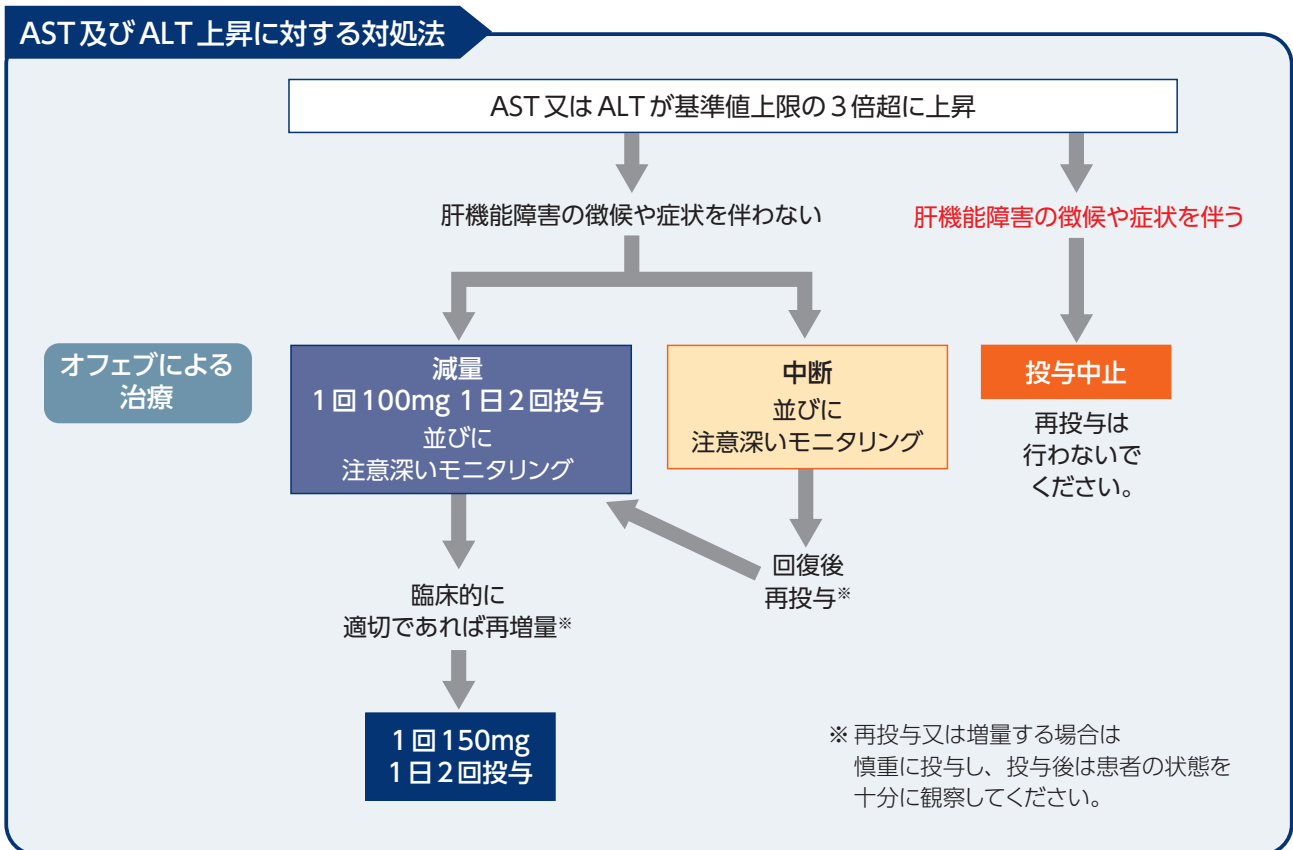 AST及びALT上昇に対する対処法
AST又はALTが基準値上限の3倍超に上昇
肝機能障害の徴候や症状を伴わない
肝機能障害の徴候や症状を伴う
オフェブによる
治療
減量
1回100mg 1日2回投与
並びに
注意深いモニタリング
中断
並びに
注意深いモニタリング
投与中止
再投与は
行わないで
ください。
回復後
再投与※
臨床的に
適切であれば再増量※
1回150mg
1日2回投与
※ 再投与又は増量する場合は
慎重に投与し、投与後は患者の状態を
十分に観察してください。